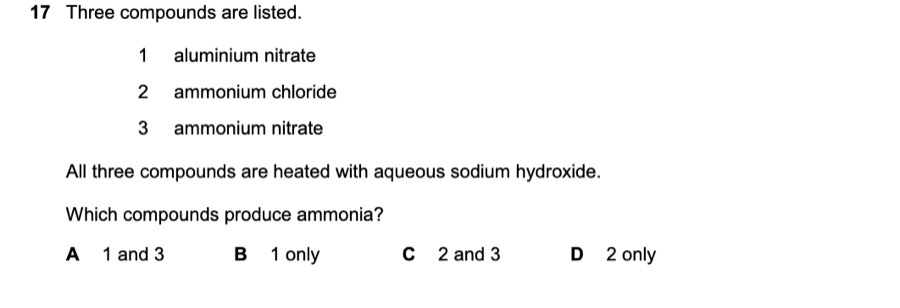 17 Three compounds are listed.
1 aluminium nitrate
2 ammonium chloride
3 ammonium nitrate
All three compounds are heated with aqueous sodium hydroxide.
Which compounds produce ammonia?
A 1 and 3 B 1 only C 2 and 3 D 2 only